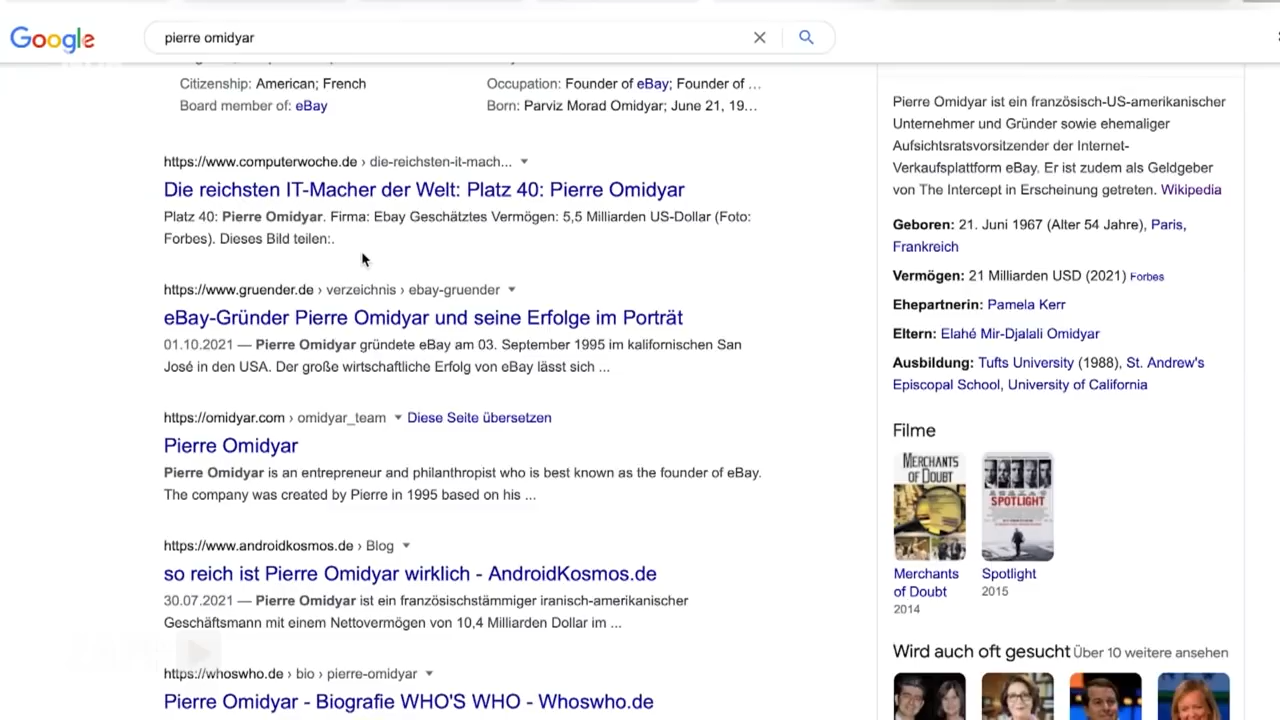 Google
pierre omidyar
Citizenship: American; French
Board member of: eBay
Occupation: Founder of eBay; Founder of ...
Born: Parviz Morad Omidyar; June 21, 19...
https://www.computerwoche.de › die-reichsten-it-mach...
Die reichsten IT-Macher der Welt: Platz 40: Pierre Omidyar
Platz 40: Pierre Omidyar. Firma: Ebay Geschätztes Vermögen: 5,5 Milliarden US-Dollar (Foto:
Forbes). Dieses Bild teilen:.
https://www.gruender.de › verzeichnis › ebay-gruender
eBay-Gründer Pierre Omidyar und seine Erfolge im Porträt
01.10.2021 — Pierre Omidyar gründete eBay am 03. September 1995 im kalifornischen San
José in den USA. Der große wirtschaftliche Erfolg von eBay lässt sich ...
https://omidyar.com › omidyar_team Diese Seite übersetzen
Pierre Omidyar
Pierre Omidyar is an entrepreneur and philanthropist who is best known as the founder of eBay.
The company was created by Pierre in 1995 based on his ...
https://www.androidkosmos.de › Blog
so reich ist Pierre Omidyar wirklich - AndroidKosmos.de
30.07.2021 — Pierre Omidyar ist ein französischstämmiger iranisch-amerikanischer
Geschäftsmann mit einem Nettovermögen von 10,4 Milliarden Dollar im ...
https://whoswho.de › bio › pierre-omidyar
Pierre Omidyar - Biografie WHO'S WHO - Whoswho.de
Pierre Omidyar ist ein französisch-US-amerikanischer
Unternehmer und Gründer sowie ehemaliger
Aufsichtsratsvorsitzender der Internet-
Verkaufsplattform eBay. Er ist zudem als Geldgeber
von The Intercept in Erscheinung getreten. Wikipedia
Geboren: 21. Juni 1967 (Alter 54 Jahre), Paris,
Frankreich
Vermögen: 21 Milliarden USD (2021) Forbes
Ehepartnerin: Pamela Kerr
Eltern: Elahé Mir-Djalali Omidyar
Ausbildung: Tufts University (1988), St. Andrew's
Episcopal School, University of California
Filme
MERCHANTS
OF DOUBT
SPOTLIGHT
Merchants
of Doubt
2014
Spotlight
2015
Wird auch oft gesucht Über 10 weitere ansehen